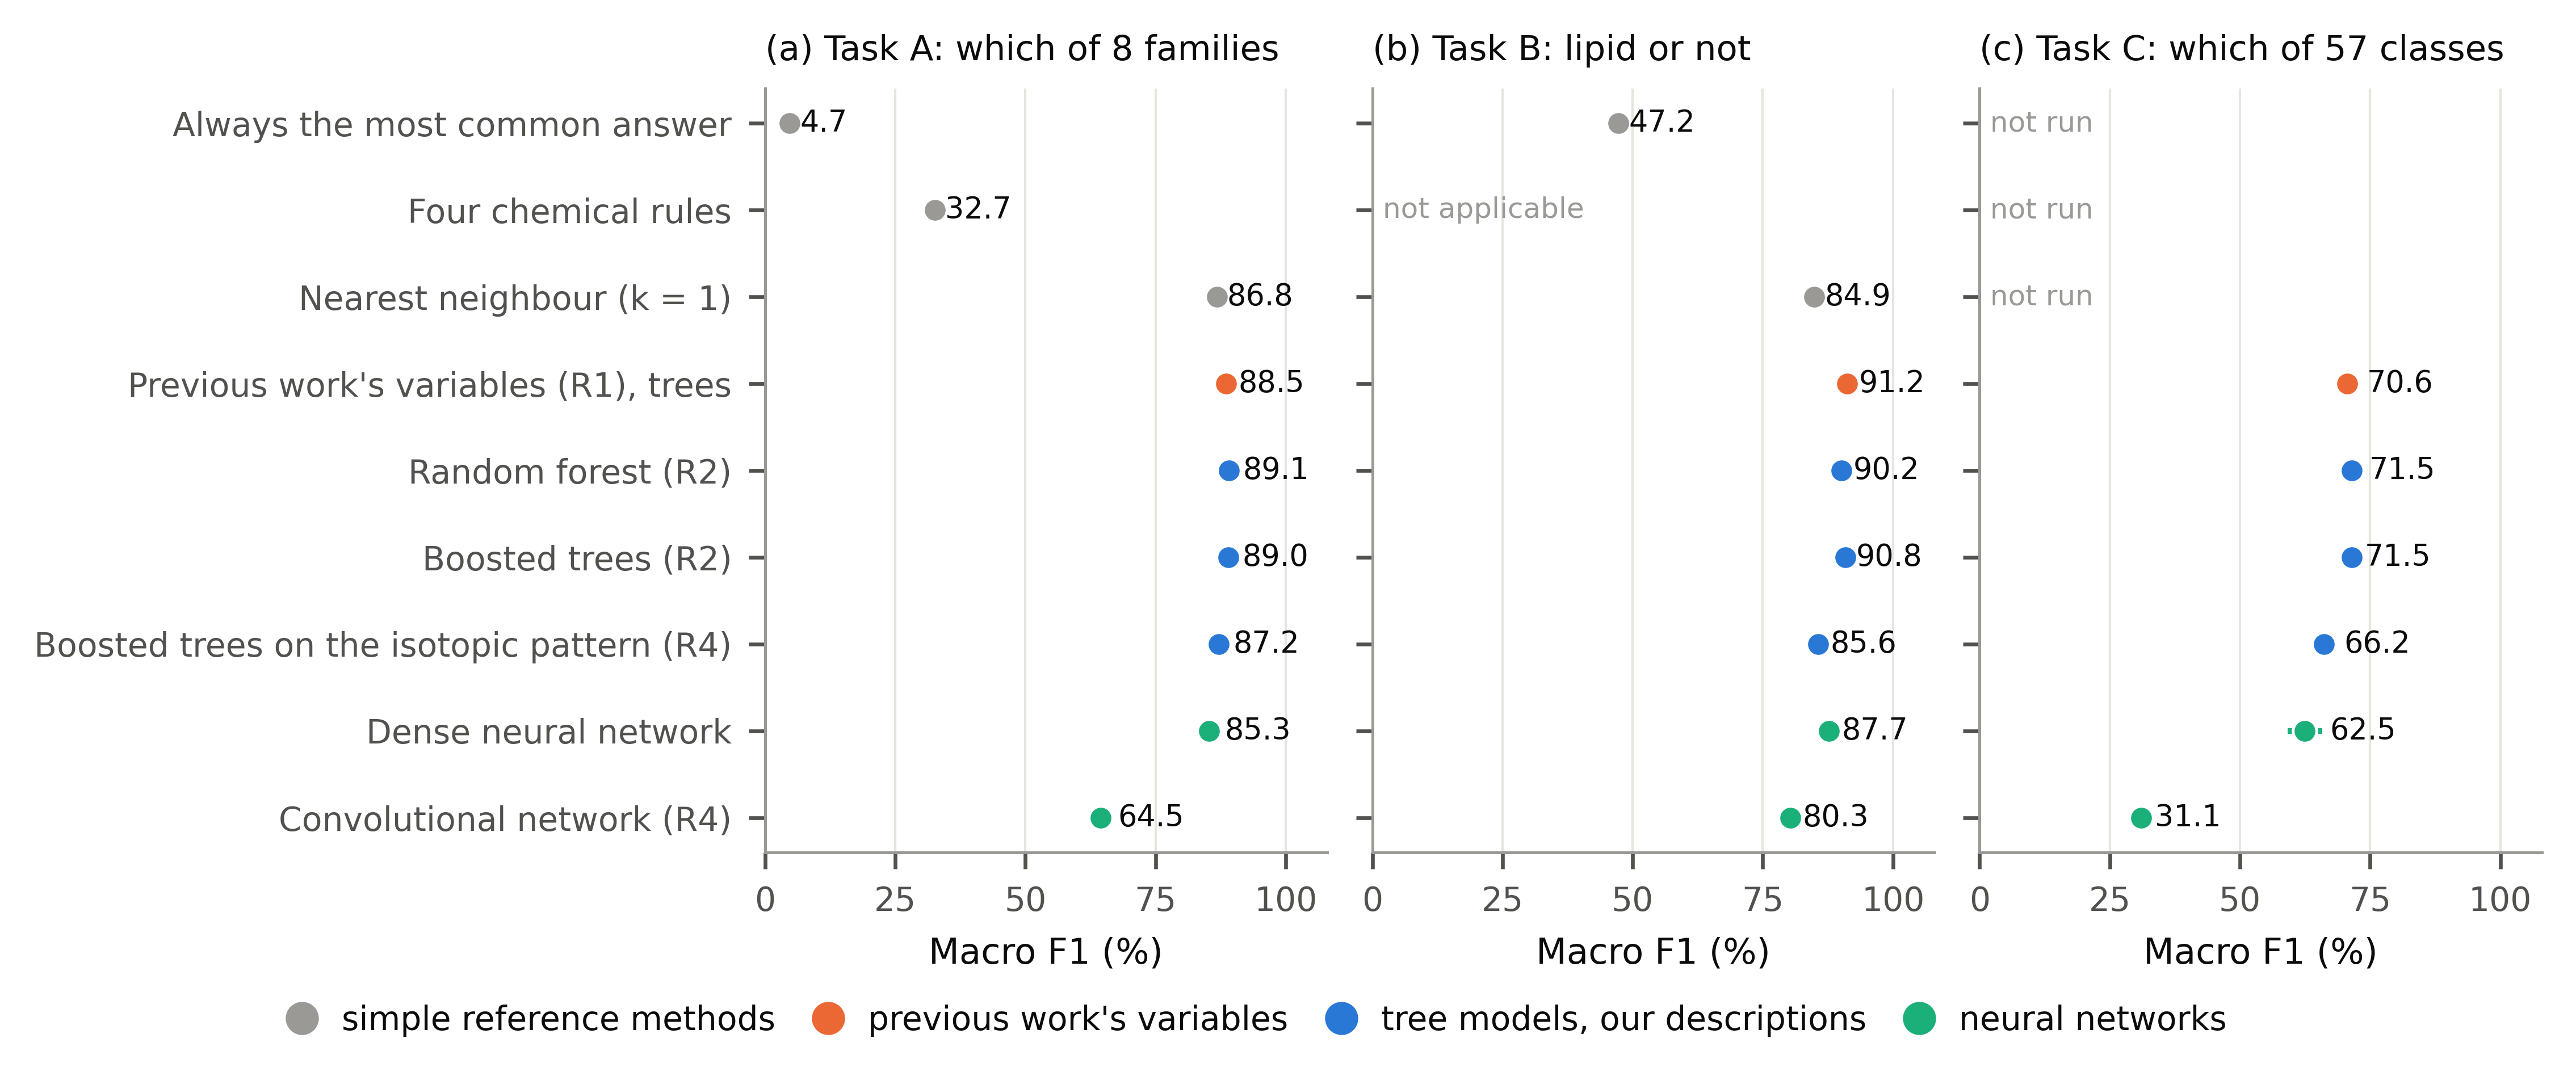 (a) Task A: which of 8 families
(b) Task B: lipid or not
(c) Task C: which of 57 classes
Always the most common answer
4.7
47.2
not run
Four chemical rules
32.7
not applicable
not run
Nearest neighbour (k = 1)
86.8
84.9
not run
Previous work's variables (R1), trees
88.5
91.2
70.6
Random forest (R2)
89.1
90.2
71.5
Boosted trees (R2)
89.0
90.8
71.5
Boosted trees on the isotopic pattern (R4)
87.2
85.6
66.2
Dense neural network
85.3
87.7
62.5
Convolutional network (R4)
64.5
80.3
31.1
0 25 50 75 100
0 25 50 75 100
0 25 50 75 100
Macro F1 (%)
Macro F1 (%)
Macro F1 (%)
simple reference methods
previous work's variables
tree models, our descriptions
neural networks